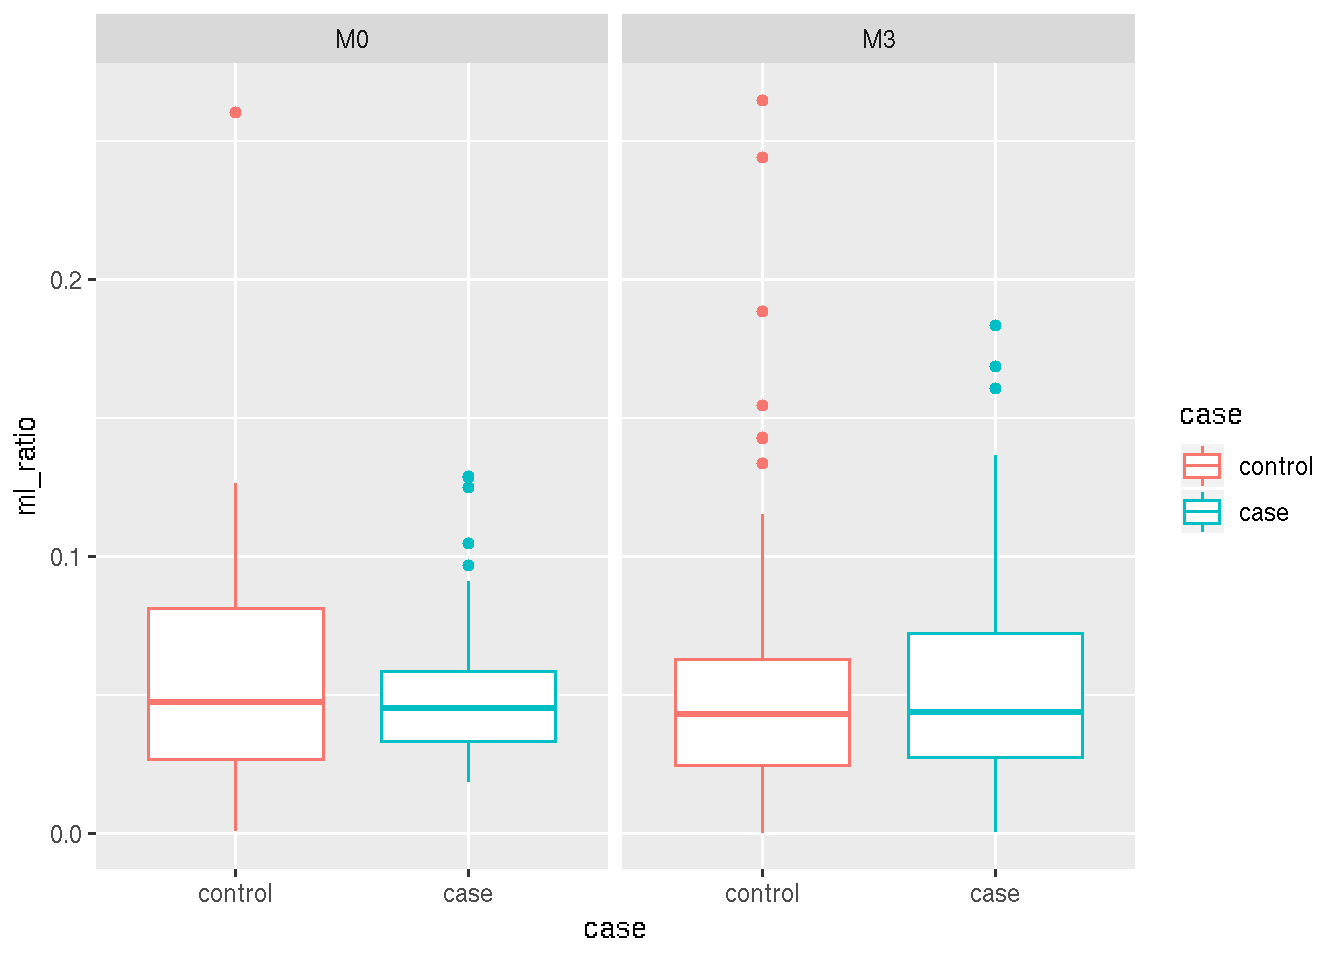 M0 M3
0.2
0.1
0.0
ml_ratio
control case control case
case
case
control
case